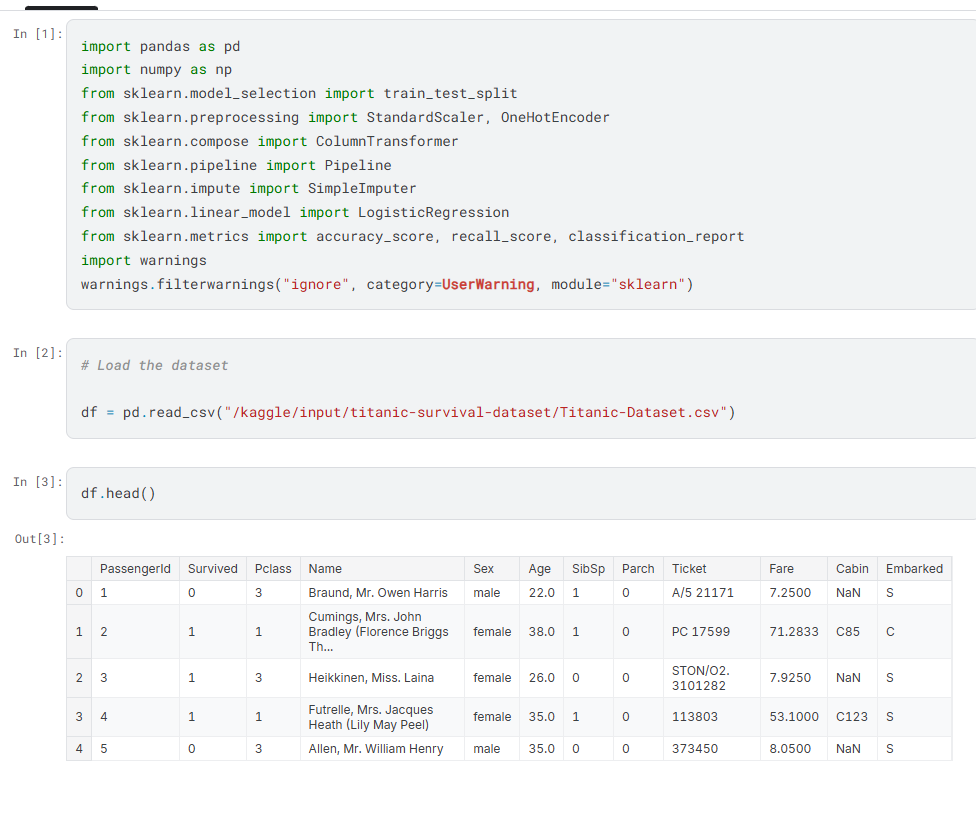 In [1]:
import pandas as pd
import numpy as np
from sklearn.model_selection import train_test_split
from sklearn.preprocessing import StandardScaler, OneHotEncoder
from sklearn.compose import ColumnTransformer
from sklearn.pipeline import Pipeline
from sklearn.impute import SimpleImputer
from sklearn.linear_model import LogisticRegression
from sklearn.metrics import accuracy_score, recall_score, classification_report
import warnings
warnings.filterwarnings("ignore", category=UserWarning, module="sklearn")
In [2]:
# Load the dataset
df = pd.read_csv("/kaggle/input/titanic-survival-dataset/Titanic-Dataset.csv")
In [3]:
df.head()
Out[3]:
PassengerId Survived Pclass Name Sex Age SibSp Parch Ticket Fare Cabin Embarked
0 1 0 3 Braund, Mr. Owen Harris male 22.0 1 0 A/5 21171 7.2500 NaN S
Cumings, Mrs. John
1 2 1 1 Bradley (Florence Briggs female 38.0 1 0 PC 17599 71.2833 C85 C
Th...
STON/O2.
2 3 1 3 Heikkinen, Miss. Laina female 26.0 0 0 7.9250 NaN S
3101282
Futrelle, Mrs. Jacques
3 4 1 1 female 35.0 1 0 113803 53.1000 C123 S
Heath (Lily May Peel)
4 5 0 3 Allen, Mr. William Henry male 35.0 0 0 373450 8.0500 NaN S